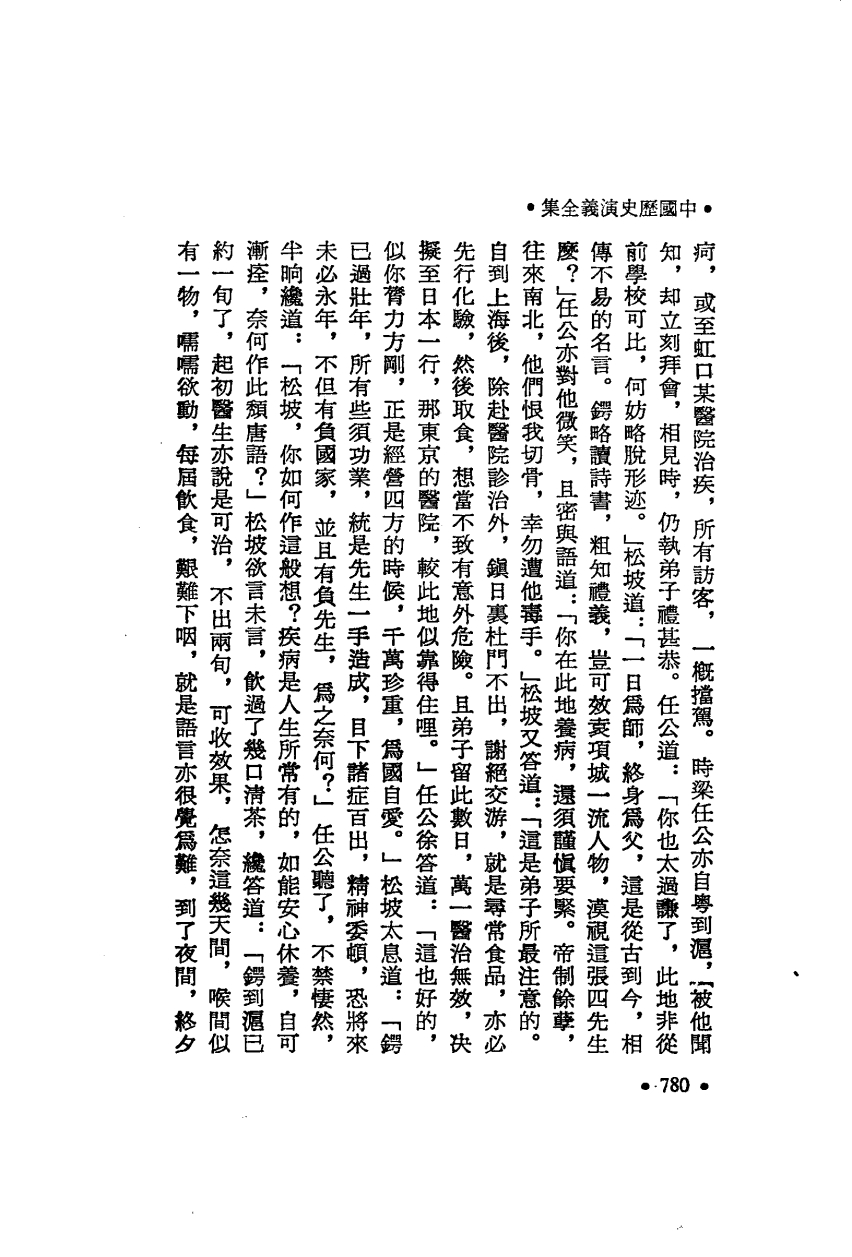 •中國歷史演義全集•
疴，或至虹口某醫院治疾，所有訪客，一概擋駕。時梁任公亦自粵到滬，被他聞
知，却立刻拜會，相見時，仍執弟子禮甚恭。任公道：「你也太過謙了，此地非從
前學校可比，何妨略脫形迹。」松坡道：「一日爲師，終身爲父，這是從古到今，相
傳不易的名言。鍔略讀詩書，粗知禮義，豈可效袁項城一流人物，漠視這張四先生
麼？」任公亦對他微笑，且密與語道：「你在此地養病，還須謹愼要緊。帝制餘孽，
往來南北，他們恨我切骨，幸勿遭他毒手。」松坡又答道：「這是弟子所最注意的。
自到上海後，除赴醫院診治外，鎭日裏杜門不出，謝絕交游，就是尋常食品，亦必
先行化驗，然後取食，想當不致有意外危險。且弟子留此數日，萬一醫治無效，决
擬至日本一行，那東京的醫院，較此地似靠得住哩。」任公徐答道：「這也好的，
似你膂力方剛，正是經營四方的時候，千萬珍重，爲國自愛。」松坡太息道：「鍔
已過壯年，所有些須功業，統是先生一手造成，目下諸症百出，精神委頓，恐將來
未必永年，不但有負國家，並且有負先生，爲之奈何？」任公聽了，不禁悽然，
半晌纔道：「松坡，你如何作這般想？疾病是人生所常有的，如能安心休養，自可
漸痊，奈何作此頹唐語？」松坡欲言未言，飲過了幾口清茶，纔答道：「鍔到滬已
約一旬了，起初醫生亦說是可治，不出兩旬，可收效果，怎奈這幾天間，喉間似
有一物，嚅嚅欲動，每屆飲食，艱難下咽，就是語言亦很覺爲難，到了夜間，終夕
•·780•